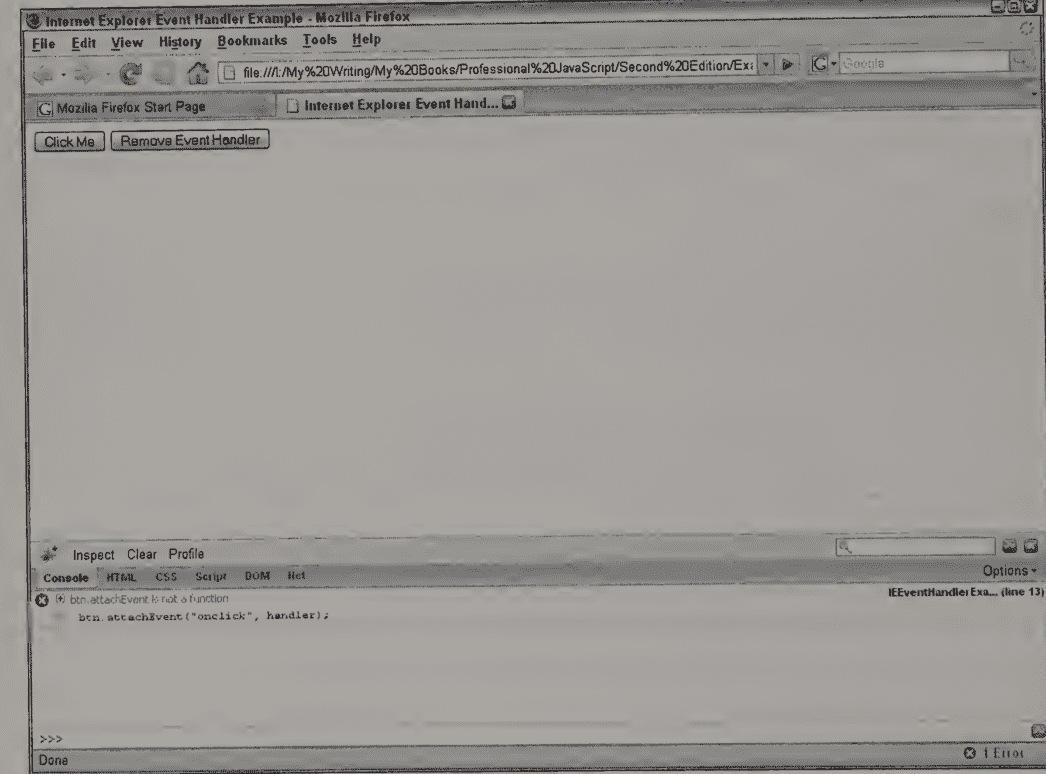 Internet Explorer Event Handler Example - Mozilla Firefox
File Edit View History Bookmarks Tools Help
file:///I:/My%20Writing/My%20Books/Professional%20JavaScript/Second%20Edition/Exa G Google
G Mozilla Firefox Start Page Internet Explorer Event Hand...
Click Me Remove Event Handler
Inspect Clear Profile
Console HTML CSS Script DOM Net Options
btn.attachEvent is not a function IEEventHandlerExa... (line 13)
btn.attachEvent("onclick", handler);
>>>
Done 1 Error